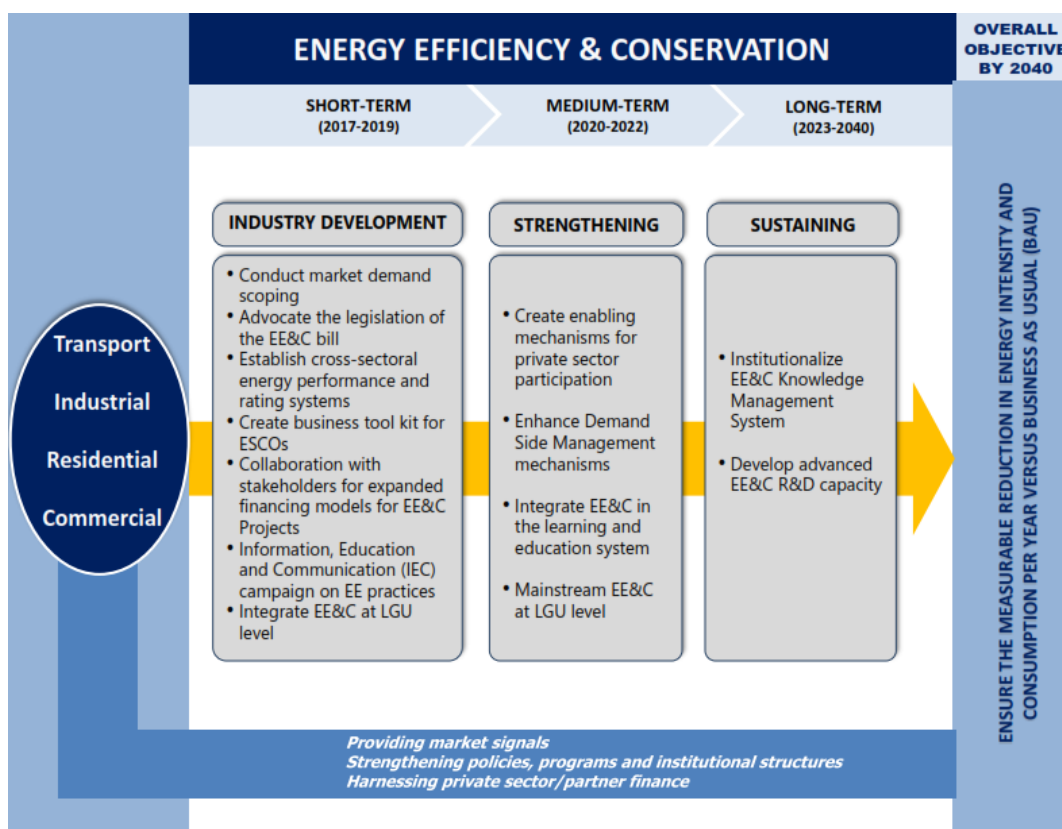 ENERGY EFFICIENCY & CONSERVATION
OVERALL
OBJECTIVE
BY 2040
SHORT-TERM
(2017-2019)
MEDIUM-TERM
(2020-2022)
LONG-TERM
(2023-2040)
Transport
Industrial
Residential
Commercial
INDUSTRY DEVELOPMENT
• Conduct market demand
scoping
• Advocate the legislation of
the EE&C bill
• Establish cross-sectoral
energy performance and
rating systems
• Create business tool kit for
ESCOs
• Collaboration with
stakeholders for expanded
financing models for EE&C
Projects
• Information, Education
and Communication (IEC)
campaign on EE practices
• Integrate EE&C at LGU
level
STRENGTHENING
• Create enabling
mechanisms for
private sector
participation
• Enhance Demand
Side Management
mechanisms
• Integrate EE&C in
the learning and
education system
• Mainstream EE&C
at LGU level
SUSTAINING
• Institutionalize
EE&C Knowledge
Management
System
• Develop advanced
EE&C R&D capacity
ENSURE THE MEASURABLE REDUCTION IN ENERGY INTENSITY AND
CONSUMPTION PER YEAR VERSUS BUSINESS AS USUAL (BAU)
Providing market signals
Strengthening policies, programs and institutional structures
Harnessing private sector/partner finance